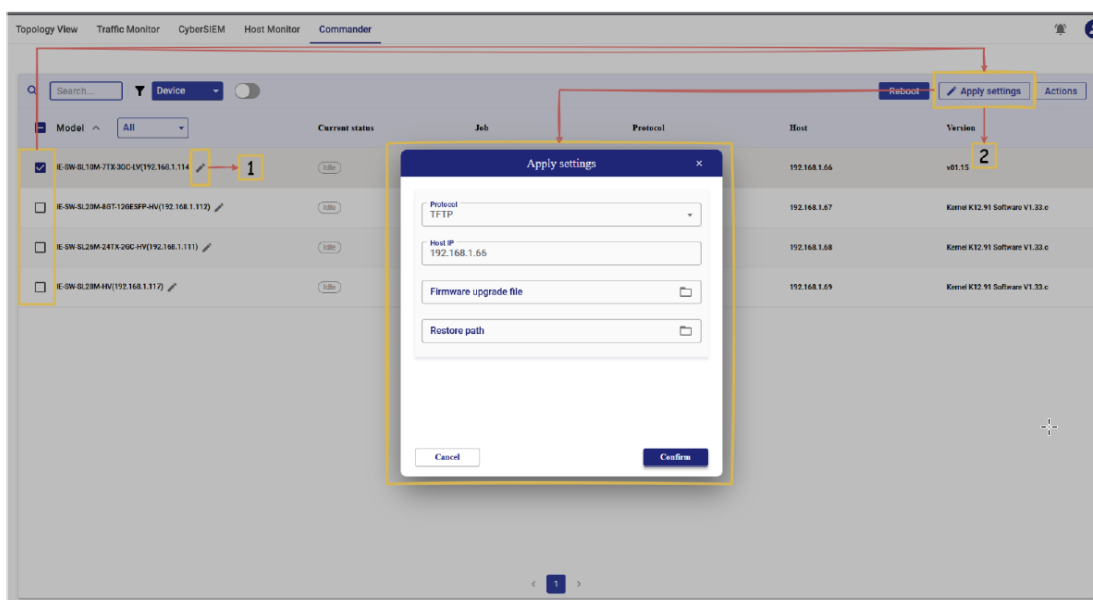 Topology View Traffic Monitor CyberSIEM Host Monitor Commander
Search... Device Reboot Apply settings Actions
Model All Current status Job Protocol Host Version
IE-SW-SL10M-7TX-3GC-LV(192.168.1.114 1 Idle 192.168.1.66 v01.15 2
IE-SW-SL20M-8GT-12GESFP-HV(192.168.1.112) Idle 192.168.1.67 Kernel K12.91 Software V1.33.c
IE-SW-SL26M-24TX-2GC-HV(192.168.1.111) Idle 192.168.1.68 Kernel K12.91 Software V1.33.c
IE-SW-SL28M-HV(192.168.1.117) Idle 192.168.1.69 Kernel K12.91 Software V1.33.c
Apply settings ×
Protocol
TFTP
Host IP
192.168.1.66
Firmware upgrade file
Restore path
Cancel Confirm
< 1 >